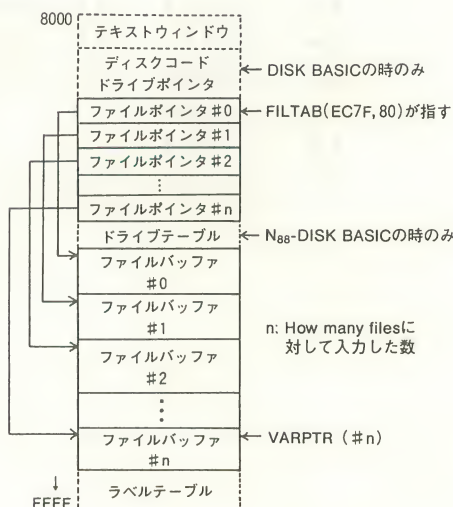 8000
テキストウィンドウ
ディスクコード
ドライブポインタ
DISK BASICの時のみ
ファイルポインタ#0
FILTAB(EC7F,80)が指す
ファイルポインタ#1
ファイルポインタ#2
⋮
ファイルポインタ#n
ドライブテーブル
N₈₈-DISK BASICの時のみ
ファイルバッファ
#0
ファイルバッファ
#1
n: How many filesに
対して入力した数
ファイルバッファ
#2
⋮
ファイルバッファ
#n
VARPTR（#n）
↓
FFFF
ラベルテーブル